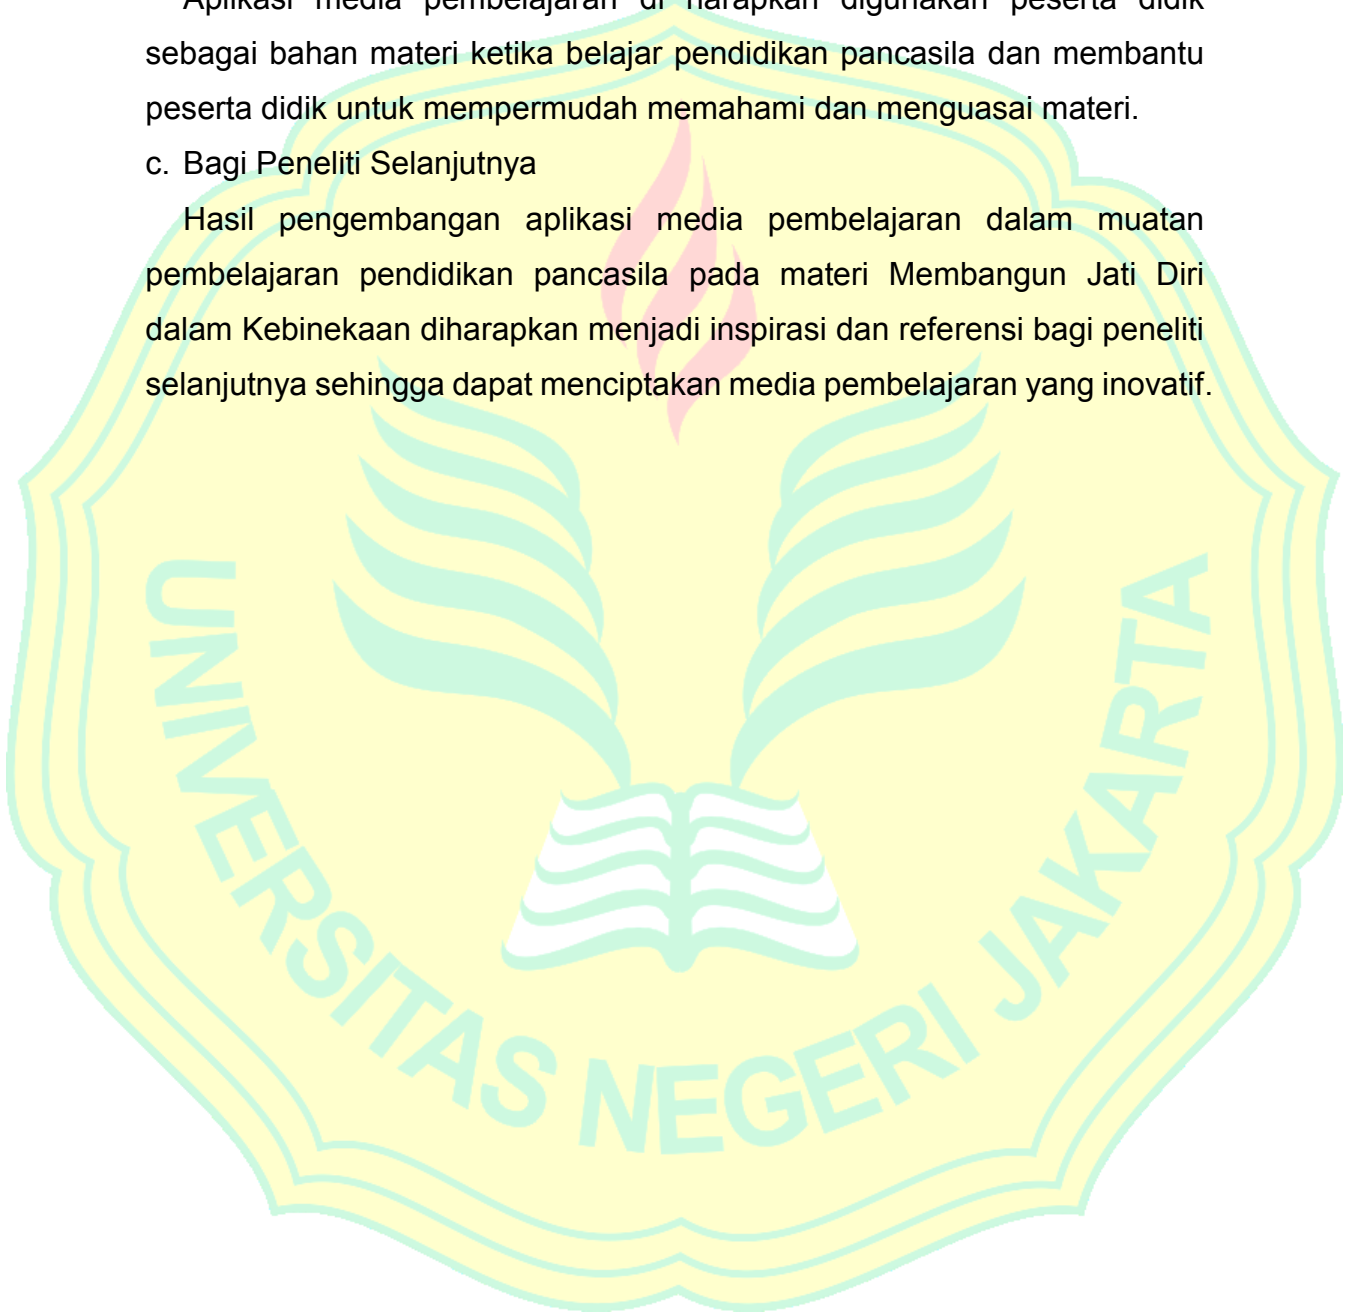 Aplikasi media pembelajaran di harapkan digunakan peserta didik
sebagai bahan materi ketika belajar pendidikan pancasila dan membantu
peserta didik untuk mempermudah memahami dan menguasai materi.
c. Bagi Peneliti Selanjutnya
Hasil pengembangan aplikasi media pembelajaran dalam muatan
pembelajaran pendidikan pancasila pada materi Membangun Jati Diri
dalam Kebinekaan diharapkan menjadi inspirasi dan referensi bagi peneliti
selanjutnya sehingga dapat menciptakan media pembelajaran yang inovatif.
UNIVERSITAS NEGERI JAKARTA